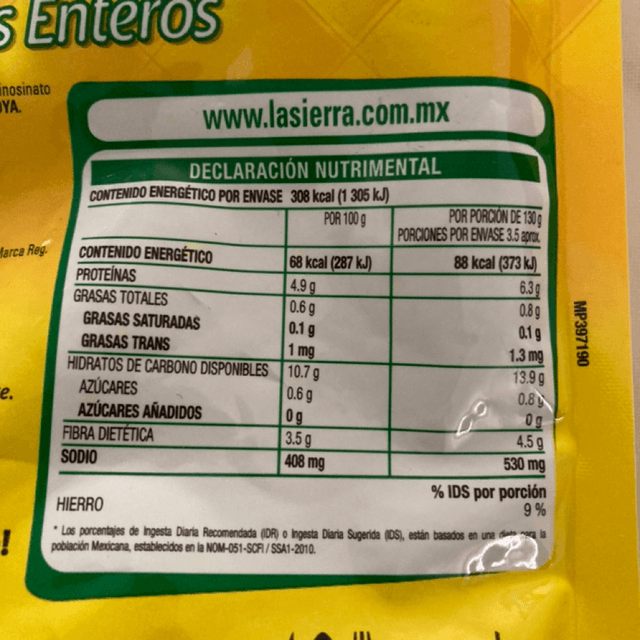 s Enteros
inosinato
OYA.
www.lasierra.com.mx
DECLARACIÓN NUTRIMENTAL
CONTENIDO ENERGÉTICO POR ENVASE 308 kcal (1 305 kJ)
POR 100 g POR PORCIÓN DE 130 g
PORCIONES POR ENVASE 3.5 aprox.
Marca Reg.
CONTENIDO ENERGÉTICO 68 kcal (287 kJ) 88 kcal (373 kJ)
PROTEÍNAS 4.9 g 6.3 g
GRASAS TOTALES 0.6 g 0.8 g
GRASAS SATURADAS 0.1 g 0.1 g
GRASAS TRANS 1 mg 1.3 mg
HIDRATOS DE CARBONO DISPONIBLES 10.7 g 13.9 g
AZÚCARES 0.6 g 0.8 g
AZÚCARES AÑADIDOS 0 g 0 g
FIBRA DIETÉTICA 3.5 g 4.5 g
SODIO 408 mg 530 mg
% IDS por porción
HIERRO 9 %
* Los porcentajes de Ingesta Diaria Recomendada (IDR) o Ingesta Diaria Sugerida (IDS), están basados en una dieta para la
población Mexicana, establecidos en la NOM-051-SCFI / SSA1-2010.
MP397190
e.
!